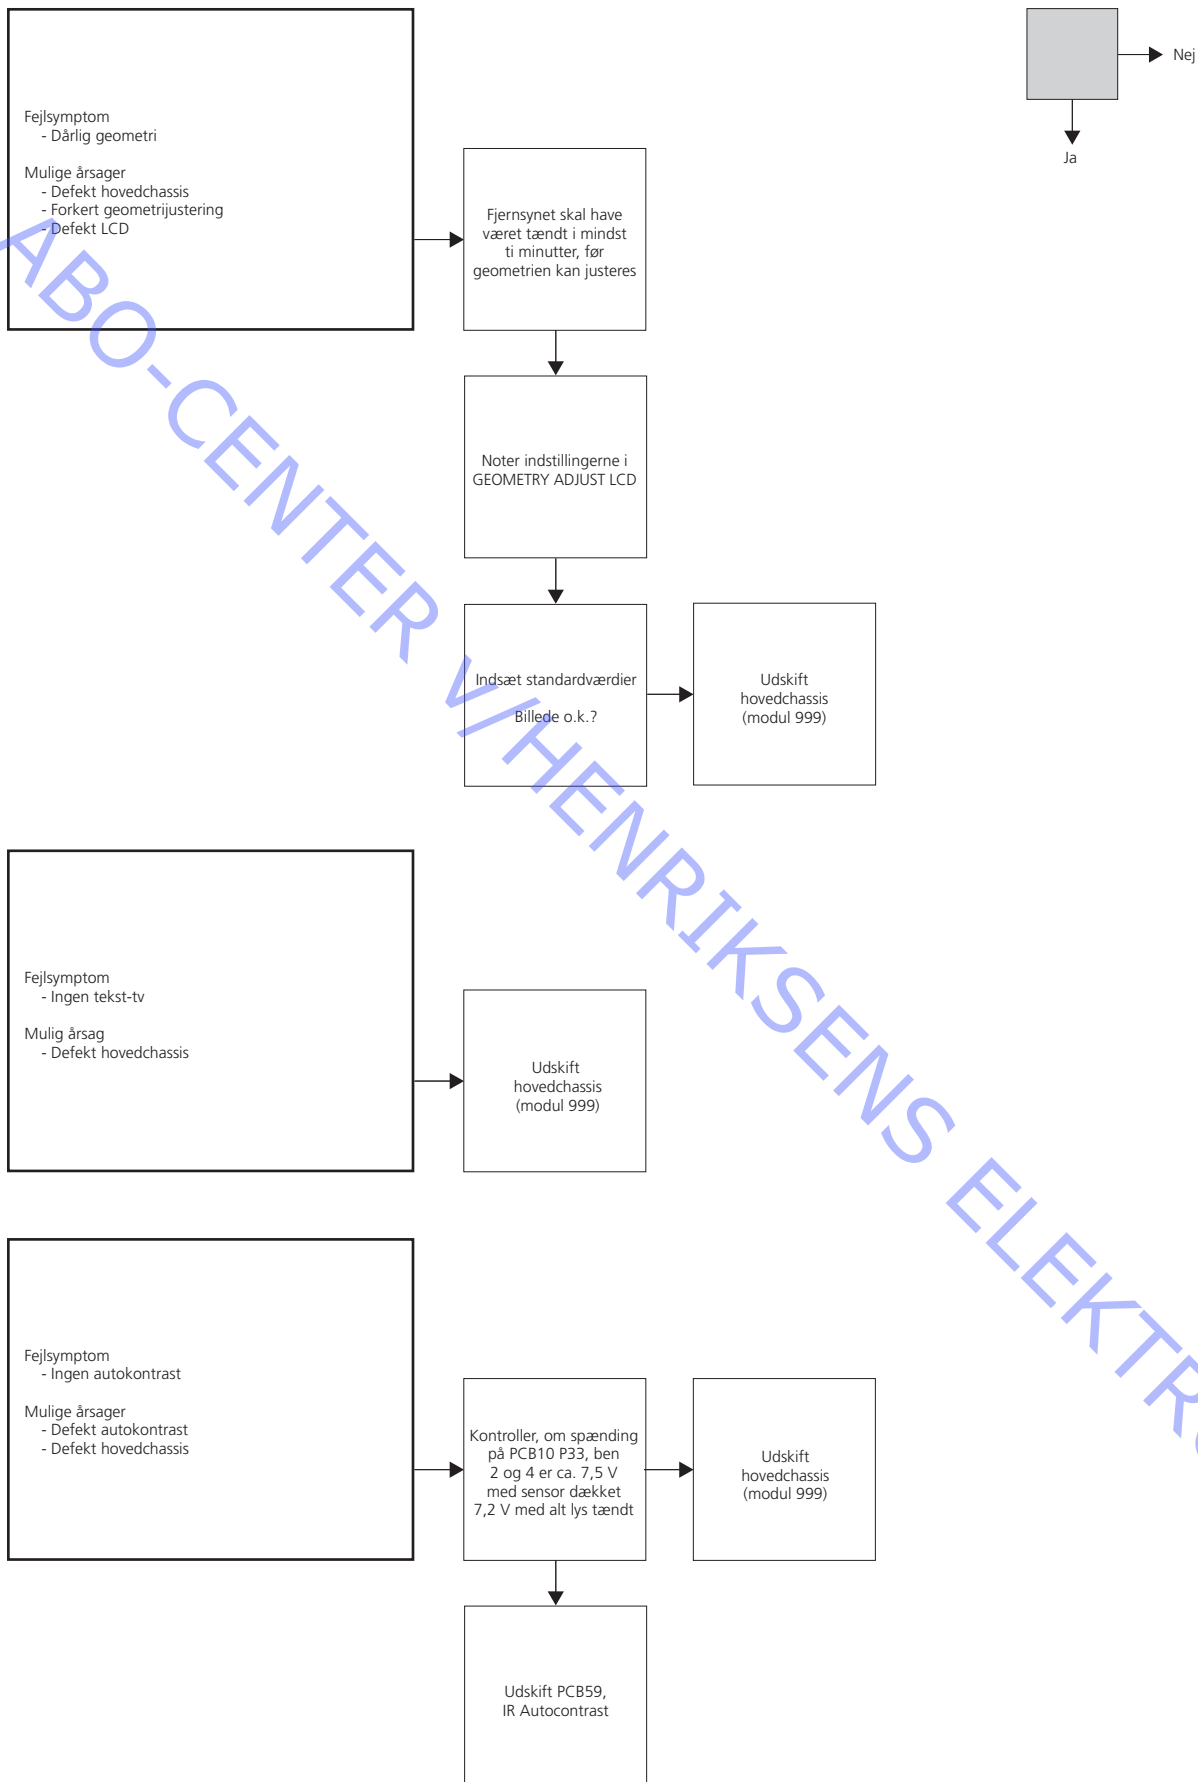 Nej
Ja
Fejlsymptom
- Dårlig geometri
Mulige årsager
- Defekt hovedchassis
- Forkert geometrijustering
- Defekt LCD
Fjernsynet skal have
været tændt i mindst
ti minutter, før
geometrien kan justeres
Noter indstillingerne i
GEOMETRY ADJUST LCD
Indsæt standardværdier
Billede o.k.?
Udskift
hovedchassis
(modul 999)
Fejlsymptom
- Ingen tekst-tv
Mulig årsag
- Defekt hovedchassis
Udskift
hovedchassis
(modul 999)
Fejlsymptom
- Ingen autokontrast
Mulige årsager
- Defekt autokontrast
- Defekt hovedchassis
Kontroller, om spænding
på PCB10 P33, ben
2 og 4 er ca. 7,5 V
med sensor dækket
7,2 V med alt lys tændt
Udskift
hovedchassis
(modul 999)
Udskift PCB59,
IR Autocontrast
ABO-CENTER V/HENRIKSENS